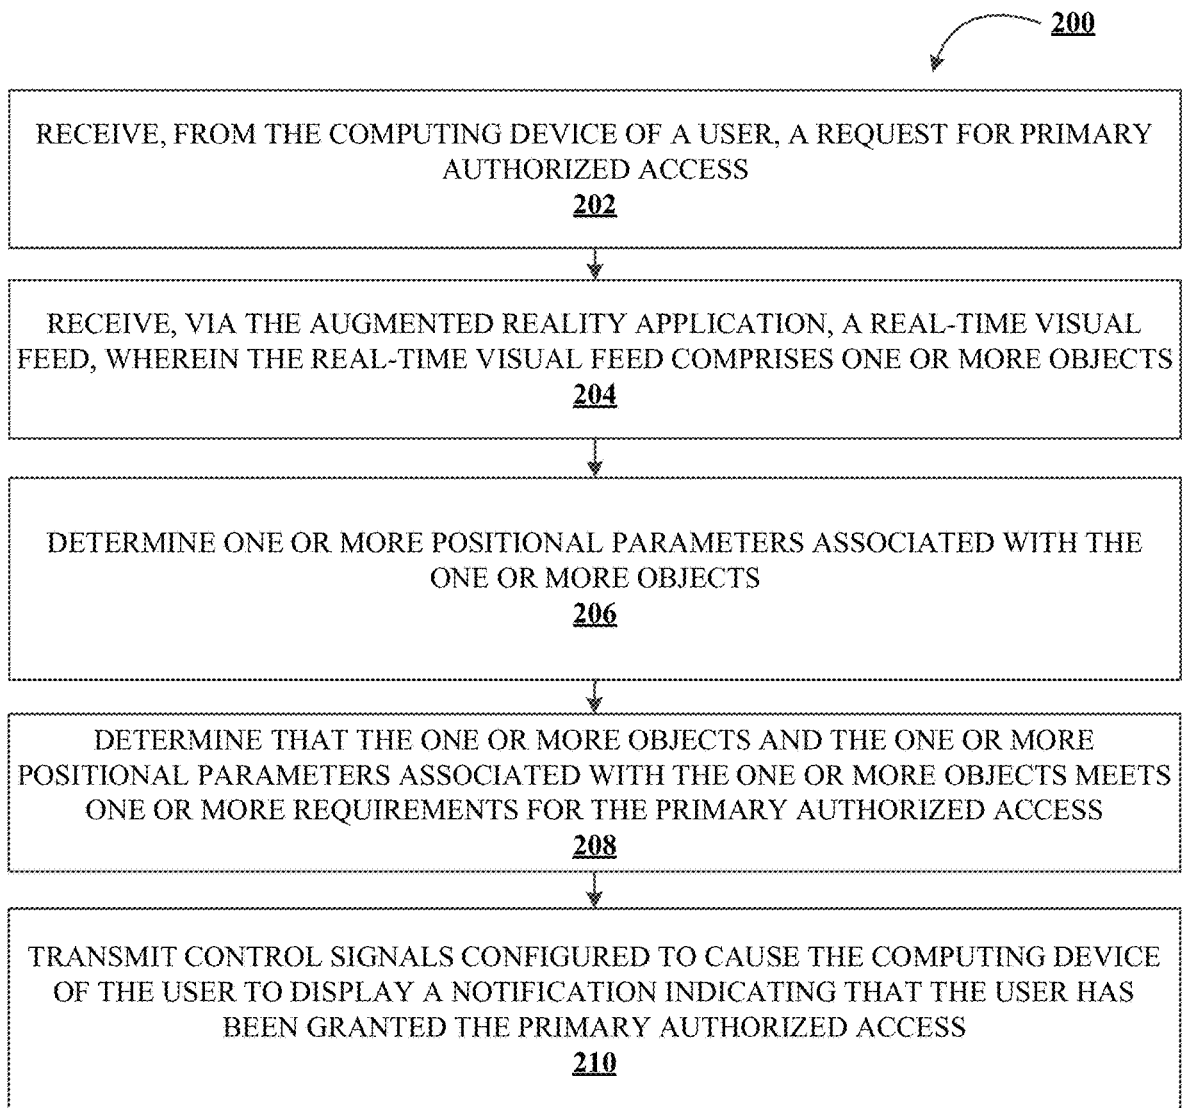 200
RECEIVE, FROM THE COMPUTING DEVICE OF A USER, A REQUEST FOR PRIMARY
AUTHORIZED ACCESS
202
RECEIVE, VIA THE AUGMENTED REALITY APPLICATION, A REAL-TIME VISUAL
FEED, WHEREIN THE REAL-TIME VISUAL FEED COMPRISES ONE OR MORE OBJECTS
204
DETERMINE ONE OR MORE POSITIONAL PARAMETERS ASSOCIATED WITH THE
ONE OR MORE OBJECTS
206
DETERMINE THAT THE ONE OR MORE OBJECTS AND THE ONE OR MORE
POSITIONAL PARAMETERS ASSOCIATED WITH THE ONE OR MORE OBJECTS MEETS
ONE OR MORE REQUIREMENTS FOR THE PRIMARY AUTHORIZED ACCESS
208
TRANSMIT CONTROL SIGNALS CONFIGURED TO CAUSE THE COMPUTING DEVICE
OF THE USER TO DISPLAY A NOTIFICATION INDICATING THAT THE USER HAS
BEEN GRANTED THE PRIMARY AUTHORIZED ACCESS
210